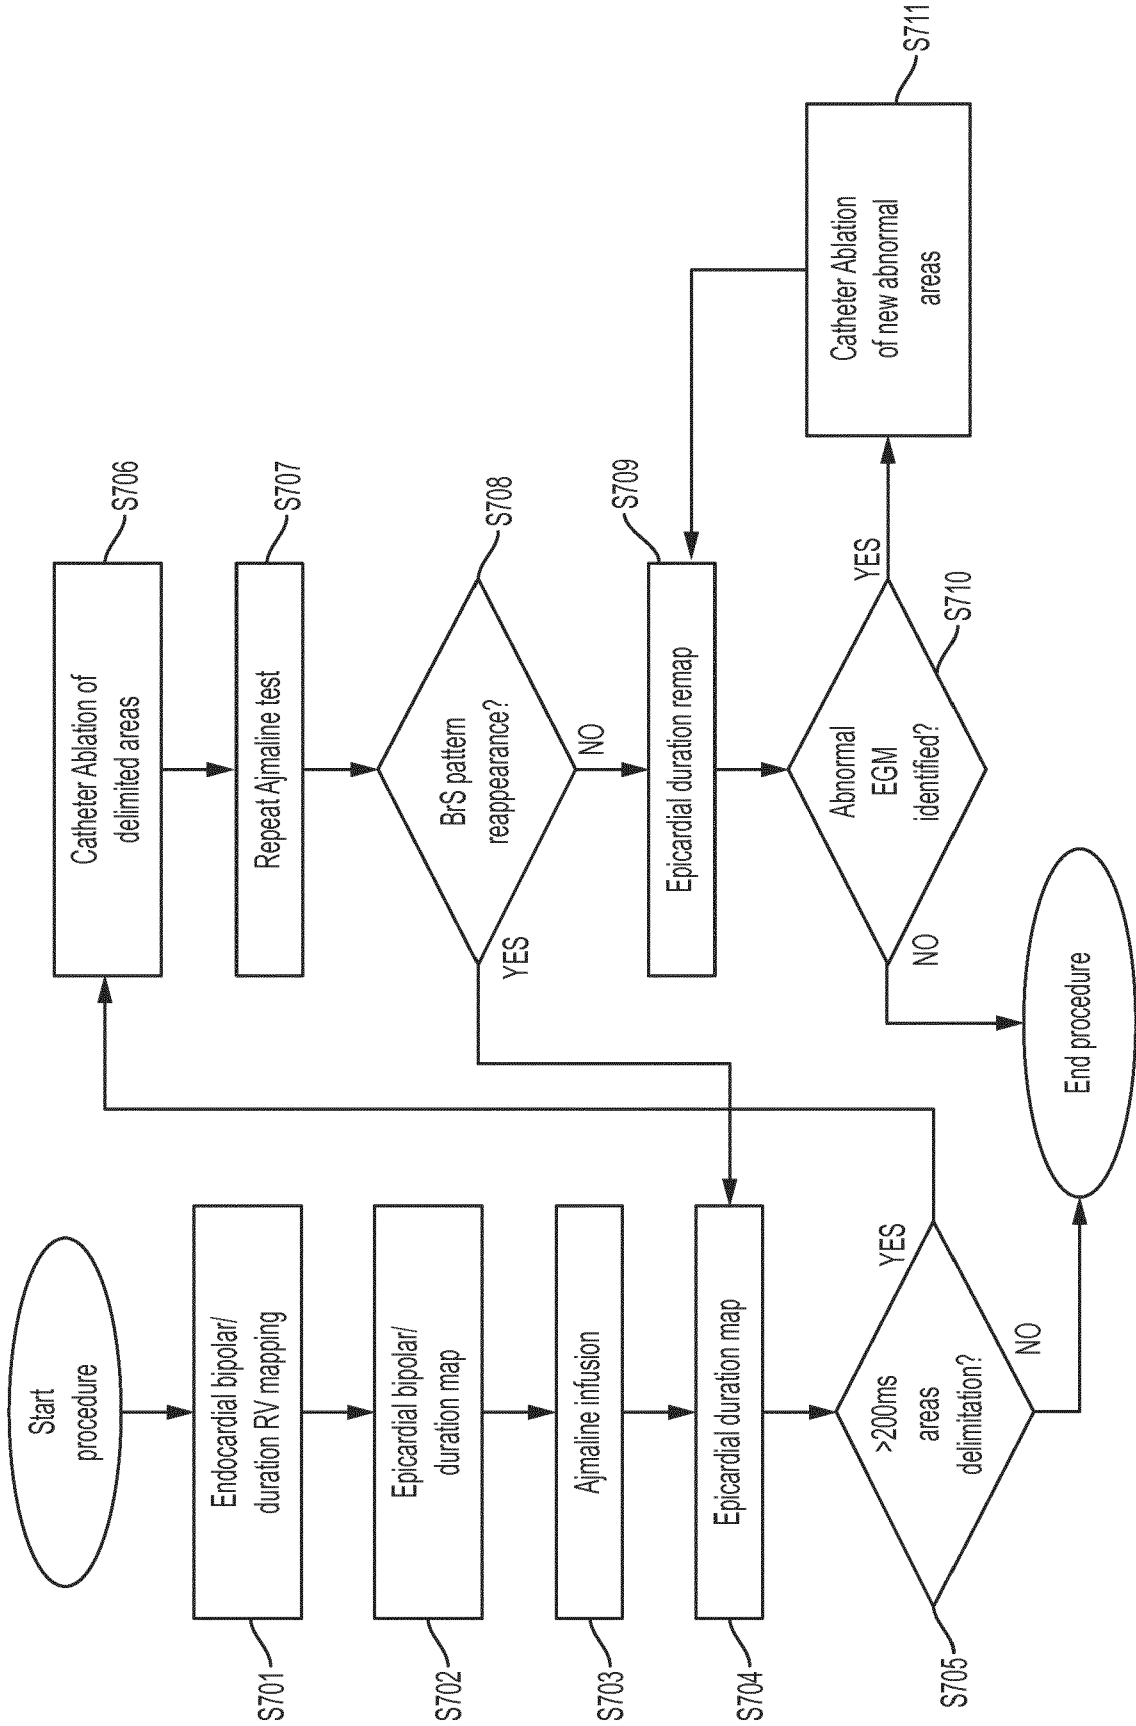 Start
procedure
S701
Endocardial bipolar/
duration RV mapping
S702
Epicardial bipolar/
duration map
S703
Ajmaline infusion
S704
Epicardial duration map
S705
>200ms
areas
delimitation?
YES
NO
S706
Catheter Ablation of
delimited areas
S707
Repeat Ajmaline test
S708
BrS pattern
reappearance?
YES
NO
S709
Epicardial duration remap
S710
Abnormal
EGM
identified?
YES
NO
S711
Catheter Ablation
of new abnormal
areas
End procedure